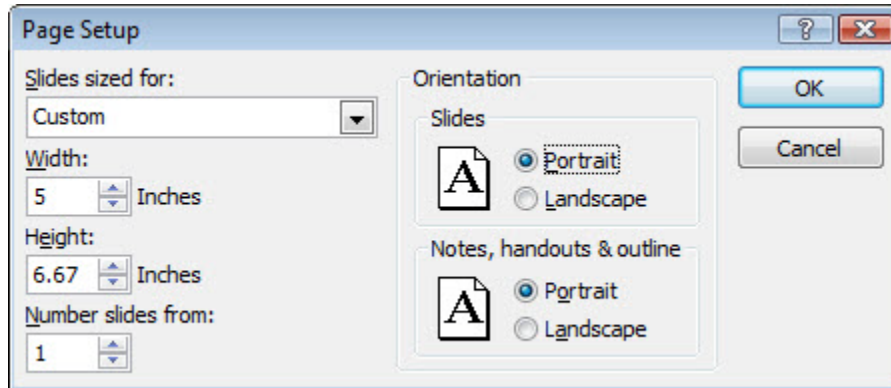 Page Setup
Slides sized for:
Custom
Width:
5 Inches
Height:
6.67 Inches
Number slides from:
1
Orientation
Slides
A
Portrait
Landscape
Notes, handouts & outline
A
Portrait
Landscape
OK
Cancel